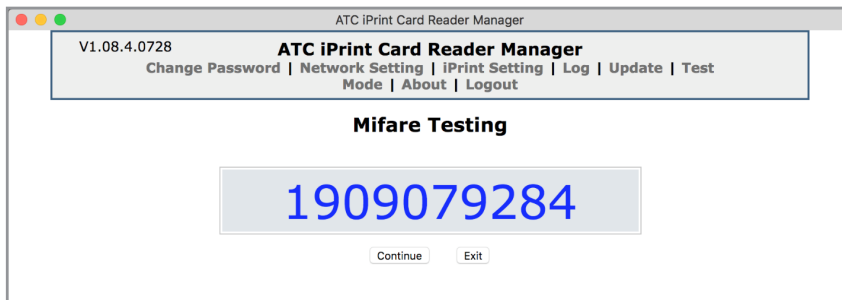 ATC iPrint Card Reader Manager
V1.08.4.0728
ATC iPrint Card Reader Manager
Change Password | Network Setting | iPrint Setting | Log | Update | Test
Mode | About | Logout
Mifare Testing
1909079284
Continue Exit